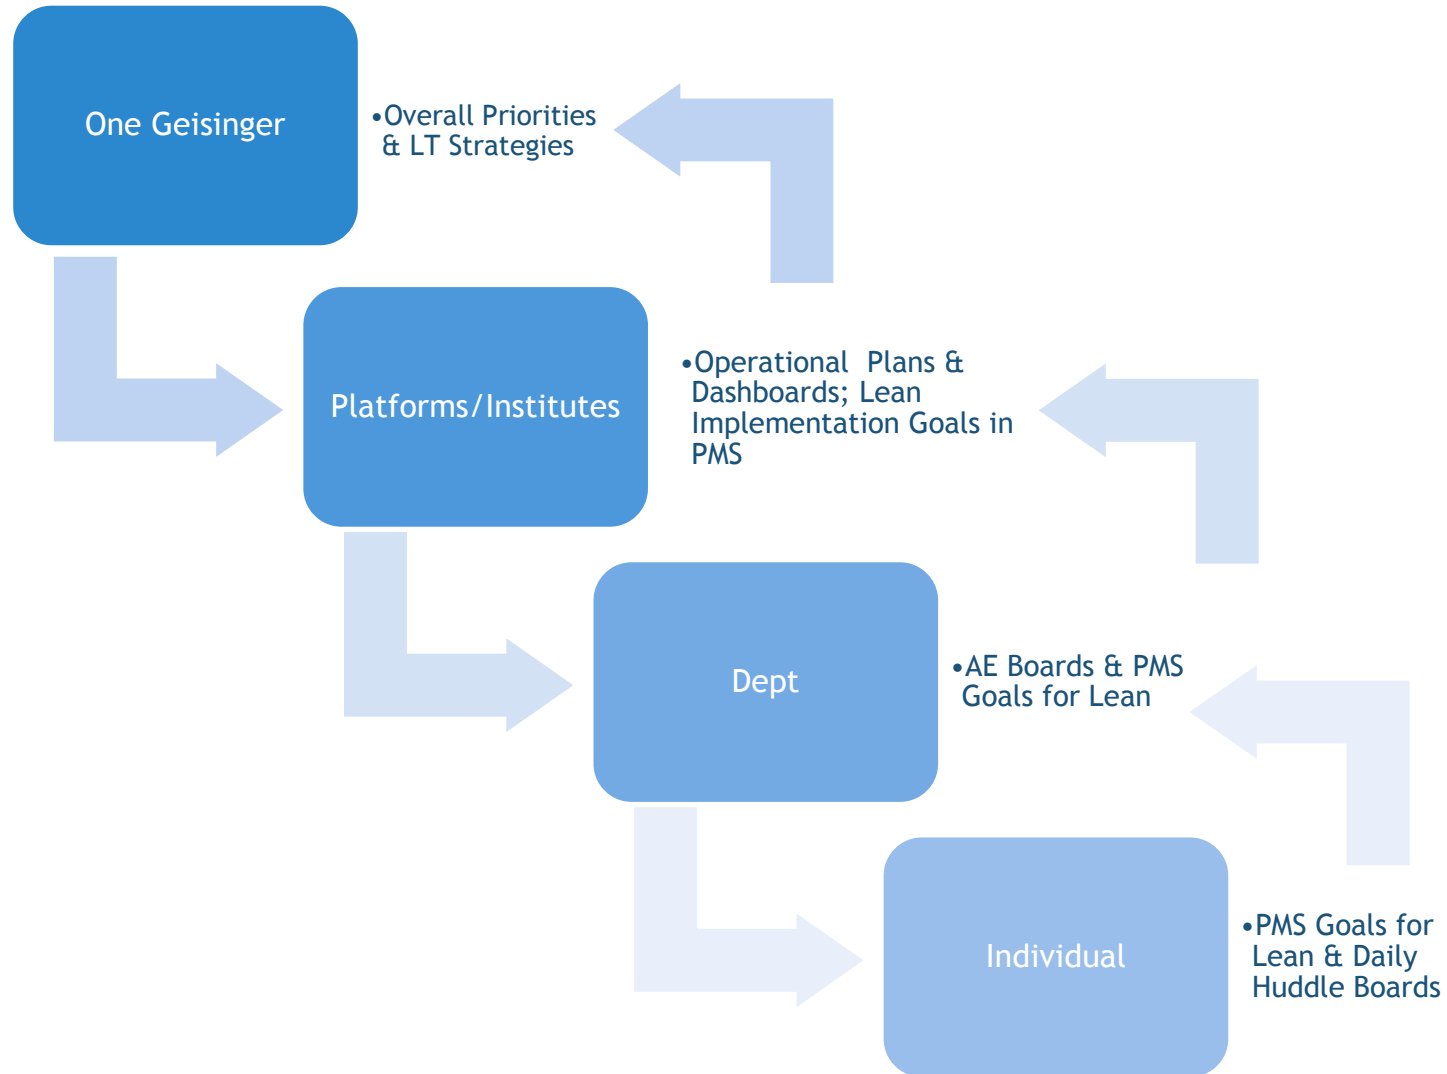 One Geisinger
•Overall Priorities
& LT Strategies
Platforms/Institutes
•Operational Plans &
Dashboards; Lean
Implementation Goals in
PMS
Dept
•AE Boards & PMS
Goals for Lean
Individual
•PMS Goals for
Lean & Daily
Huddle Boards